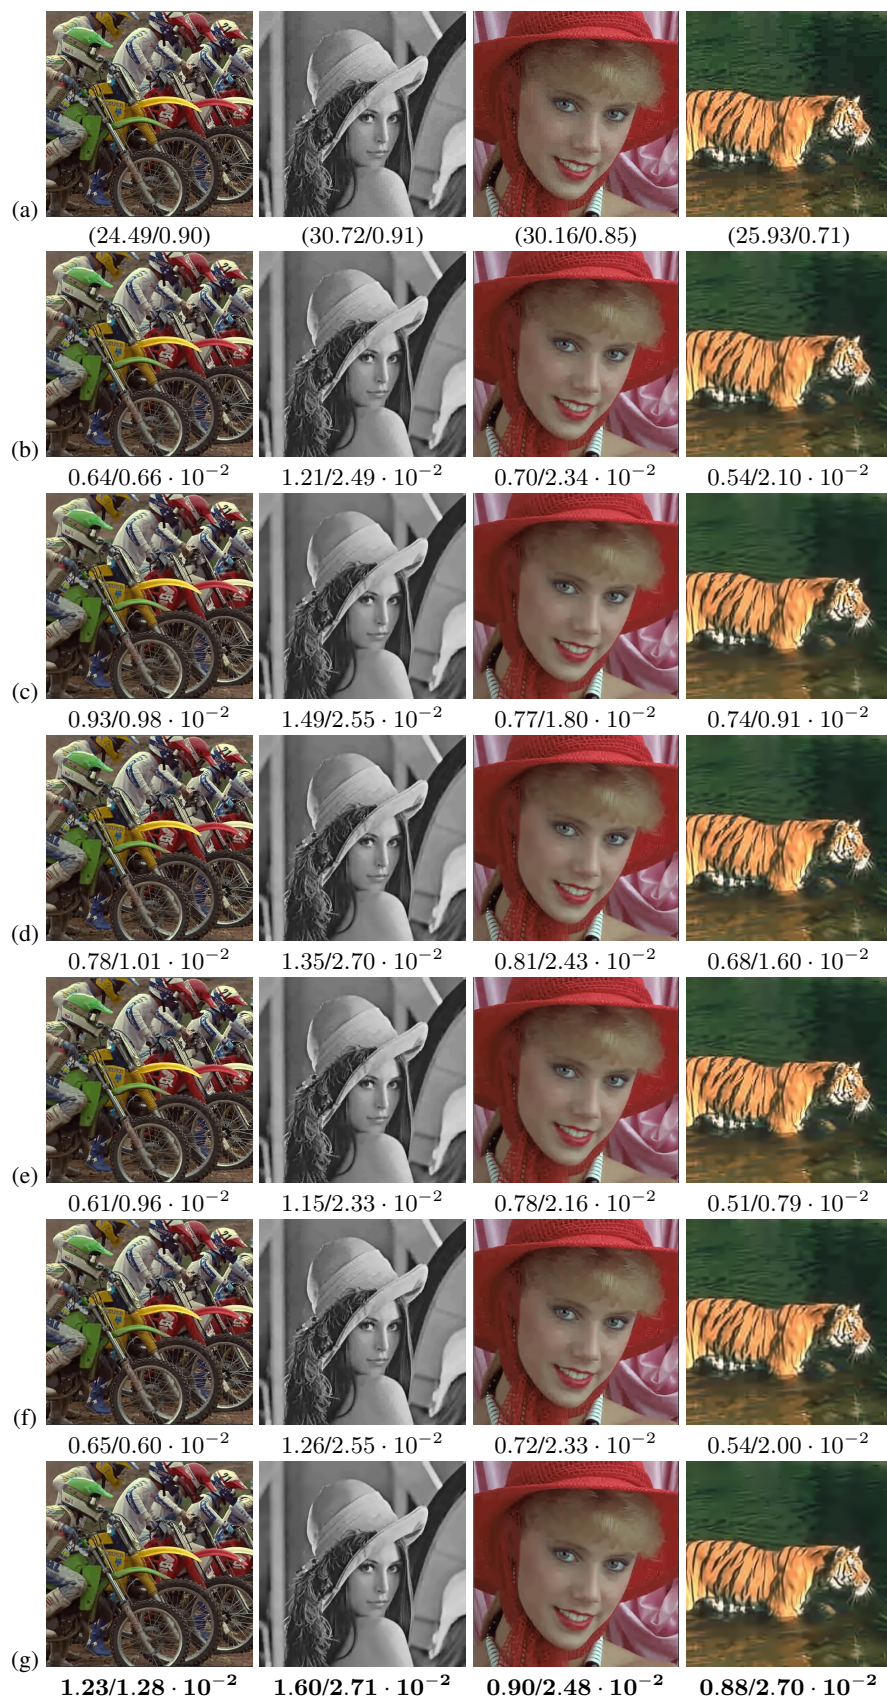 (a)
(24.49/0.90) (30.72/0.91) (30.16/0.85) (25.93/0.71)
(b)
0.64/0.66 · 10⁻² 1.21/2.49 · 10⁻² 0.70/2.34 · 10⁻² 0.54/2.10 · 10⁻²
(c)
0.93/0.98 · 10⁻² 1.49/2.55 · 10⁻² 0.77/1.80 · 10⁻² 0.74/0.91 · 10⁻²
(d)
0.78/1.01 · 10⁻² 1.35/2.70 · 10⁻² 0.81/2.43 · 10⁻² 0.68/1.60 · 10⁻²
(e)
0.61/0.96 · 10⁻² 1.15/2.33 · 10⁻² 0.78/2.16 · 10⁻² 0.51/0.79 · 10⁻²
(f)
0.65/0.60 · 10⁻² 1.26/2.55 · 10⁻² 0.72/2.33 · 10⁻² 0.54/2.00 · 10⁻²
(g)
1.23/1.28 · 10⁻² 1.60/2.71 · 10⁻² 0.90/2.48 · 10⁻² 0.88/2.70 · 10⁻²